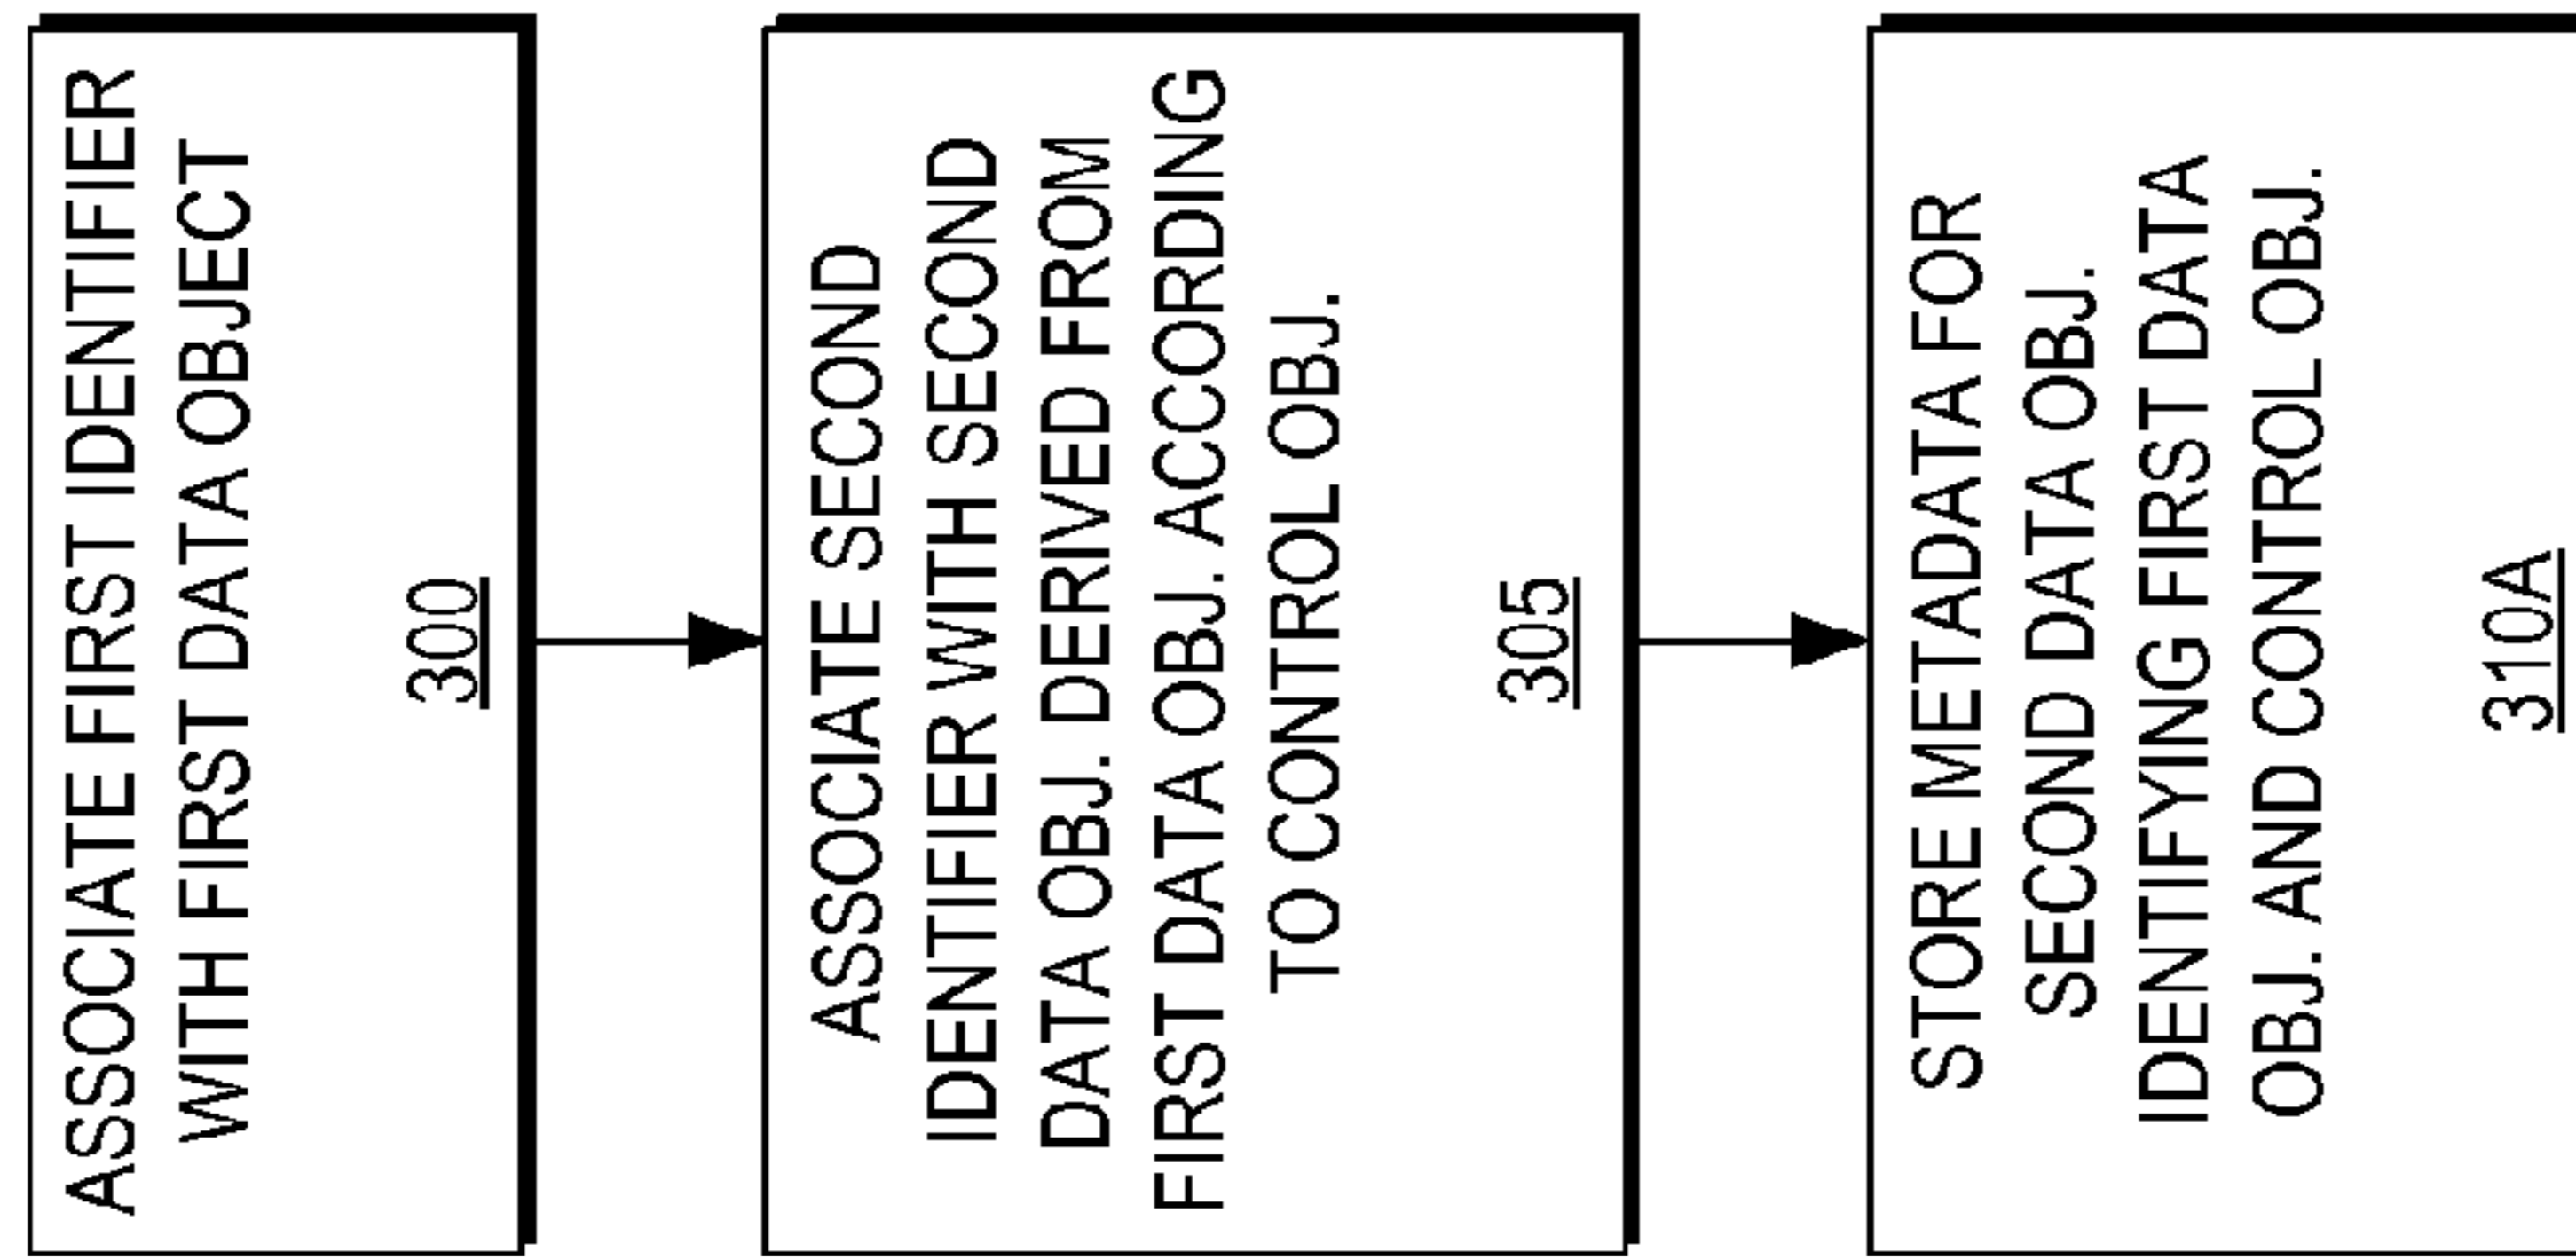 ASSOCIATE FIRST IDENTIFIER
WITH FIRST DATA OBJECT
300
ASSOCIATE SECOND
IDENTIFIER WITH SECOND
DATA OBJ. DERIVED FROM
FIRST DATA OBJ. ACCORDING
TO CONTROL OBJ.
305
STORE METADATA FOR
SECOND DATA OBJ.
IDENTIFYING FIRST DATA
OBJ. AND CONTROL OBJ.
310A